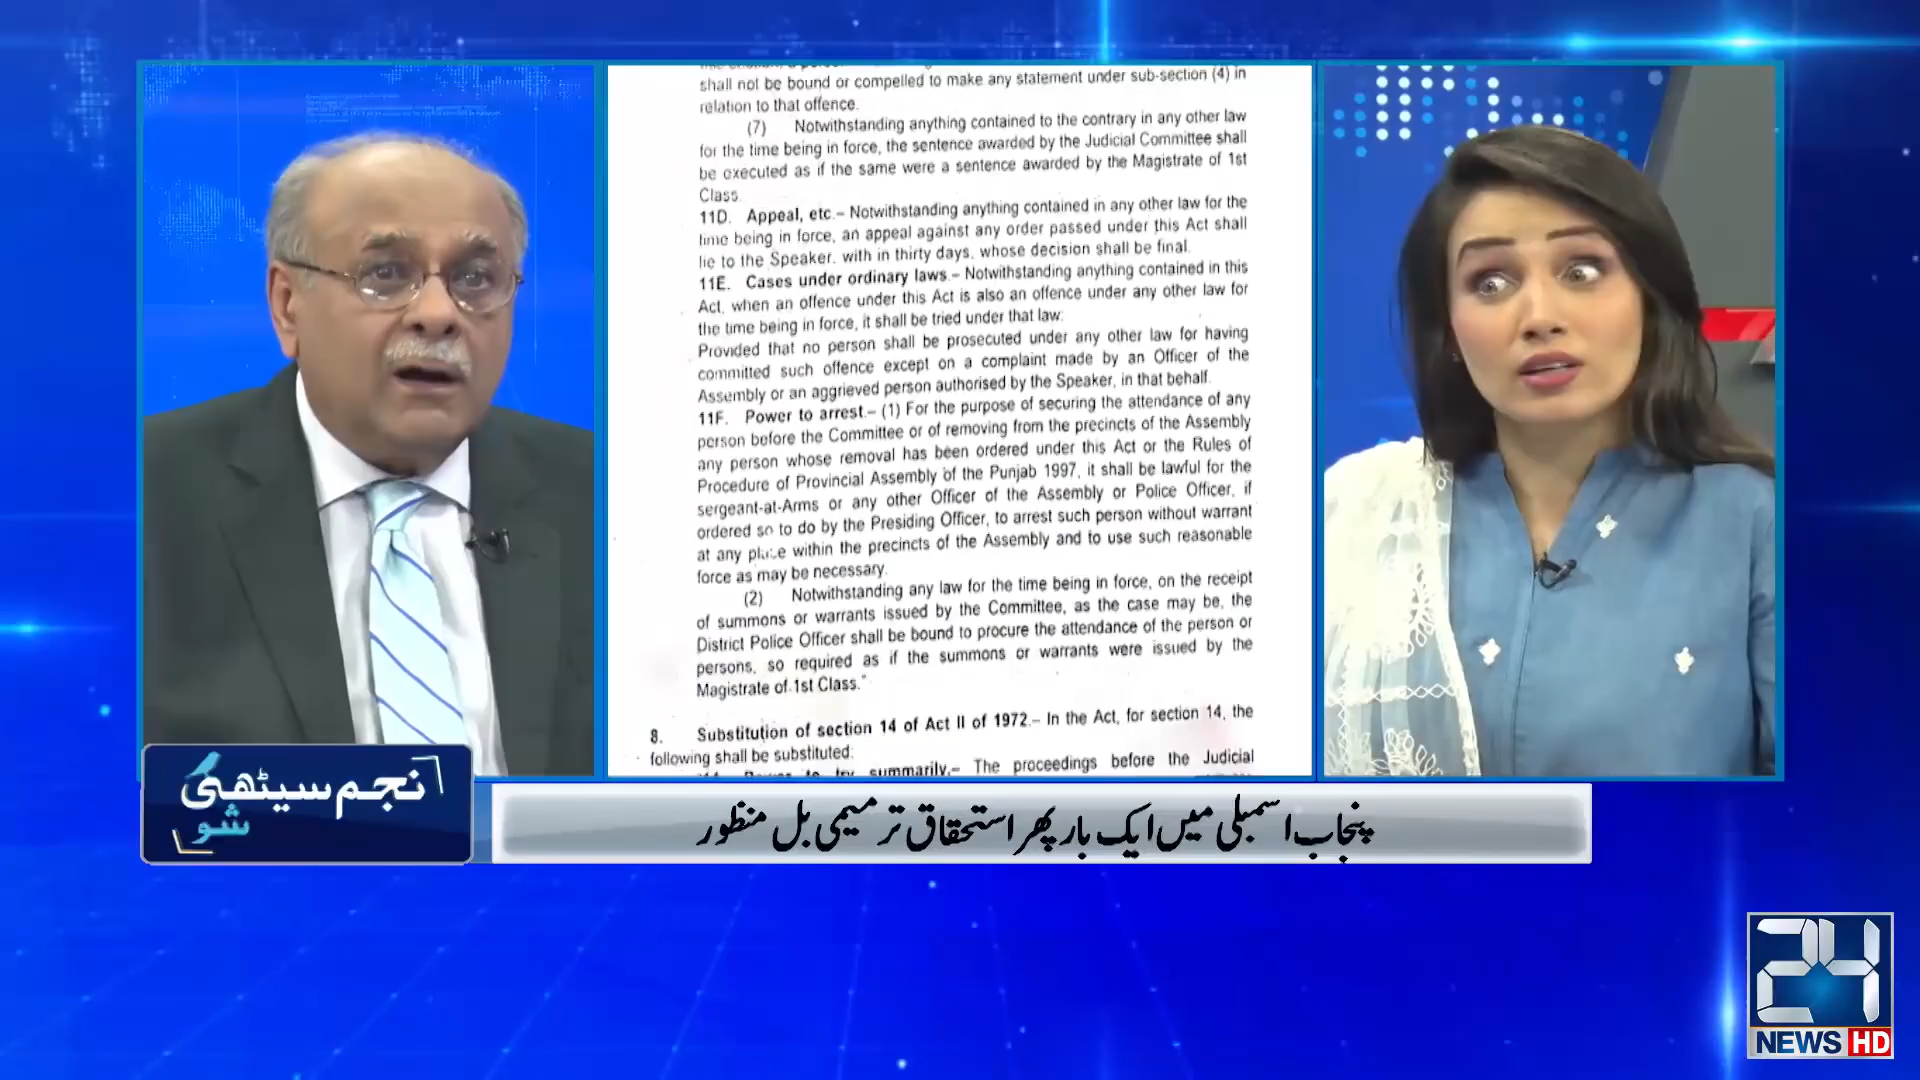 shall not be bound or compelled to make any statement under sub-section (4) in
relation to that offence.
(7) Notwithstanding anything contained to the contrary in any other law
for the time being in force, the sentence awarded by the Judicial Committee shall
be executed as if the same were a sentence awarded by the Magistrate of 1st
Class.
11D. Appeal, etc.– Notwithstanding anything contained in any other law for the
time being in force, an appeal against any order passed under this Act shall
lie to the Speaker, with in thirty days, whose decision shall be final.
11E. Cases under ordinary laws.– Notwithstanding anything contained in this
Act, when an offence under this Act is also an offence under any other law for
the time being in force, it shall be tried under that law:
Provided that no person shall be prosecuted under any other law for having
committed such offence except on a complaint made by an Officer of the
Assembly or an aggrieved person authorised by the Speaker, in that behalf.
11F. Power to arrest.– (1) For the purpose of securing the attendance of any
person before the Committee or of removing from the precincts of the Assembly
any person whose removal has been ordered under this Act or the Rules of
Procedure of Provincial Assembly of the Punjab 1997, it shall be lawful for the
sergeant-at-Arms or any other Officer of the Assembly or Police Officer, if
ordered so to do by the Presiding Officer, to arrest such person without warrant
at any place within the precincts of the Assembly and to use such reasonable
force as may be necessary.
(2) Notwithstanding any law for the time being in force, on the receipt
of summons or warrants issued by the Committee, as the case may be, the
District Police Officer shall be bound to procure the attendance of the person or
persons, so required as if the summons or warrants were issued by the
Magistrate of 1st Class."
8. Substitution of section 14 of Act II of 1972.– In the Act, for section 14, the
following shall be substituted:
Power to try summarily.– The proceedings before the Judicial
نجم سیٹھی
شو
پنجاب اسمبلی میں ایک بار پھر استحقاق ترمیمی بل منظور
24
NEWS HD